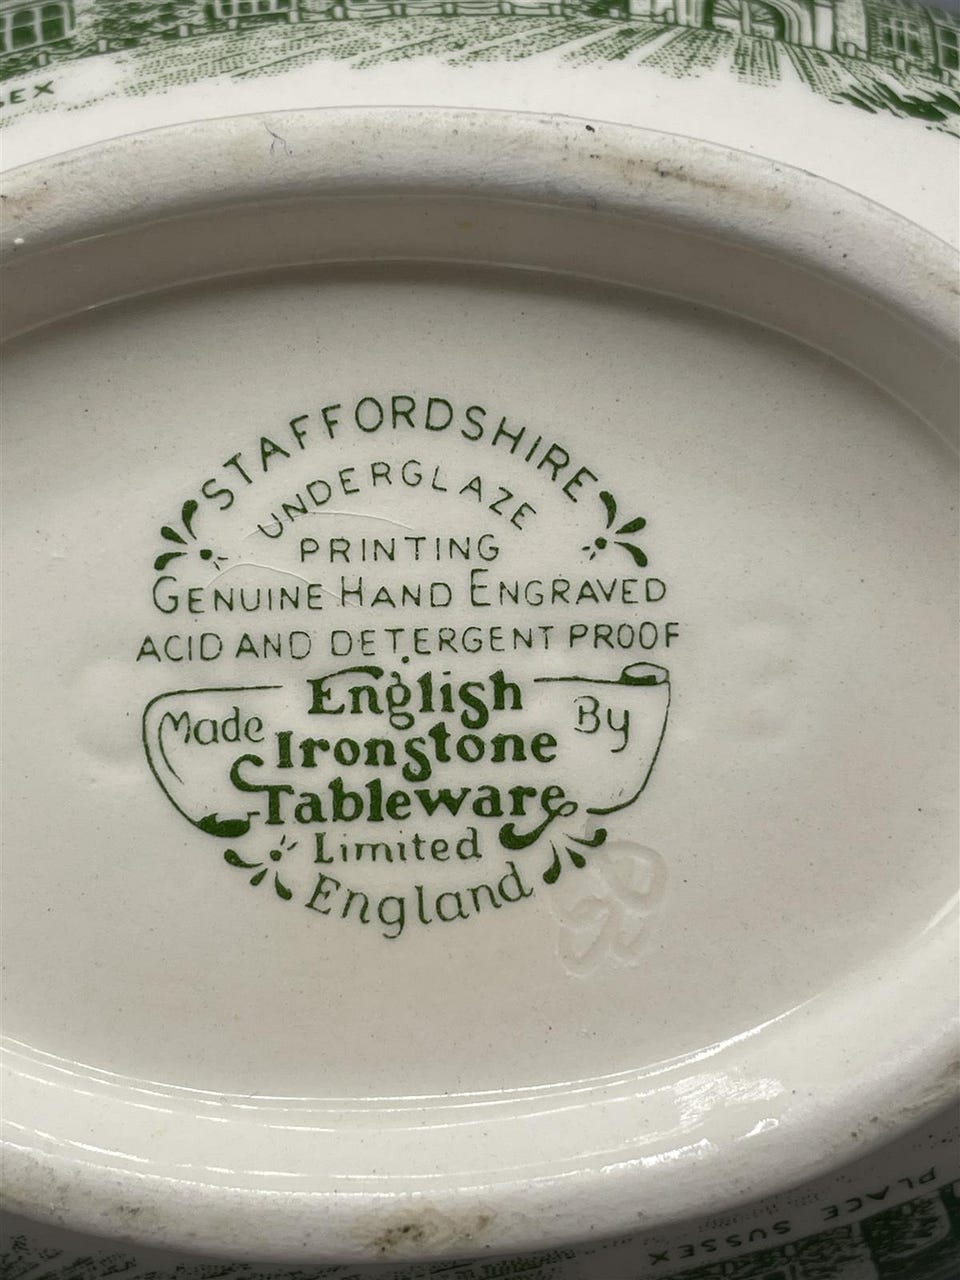 EX
STAFFORDSHIRE
UNDERGLAZE
PRINTING
GENUINE HAND ENGRAVED
ACID AND DETERGENT PROOF
Made English By
Ironstone
Tableware
Limited
England
PLACE SUSSEX